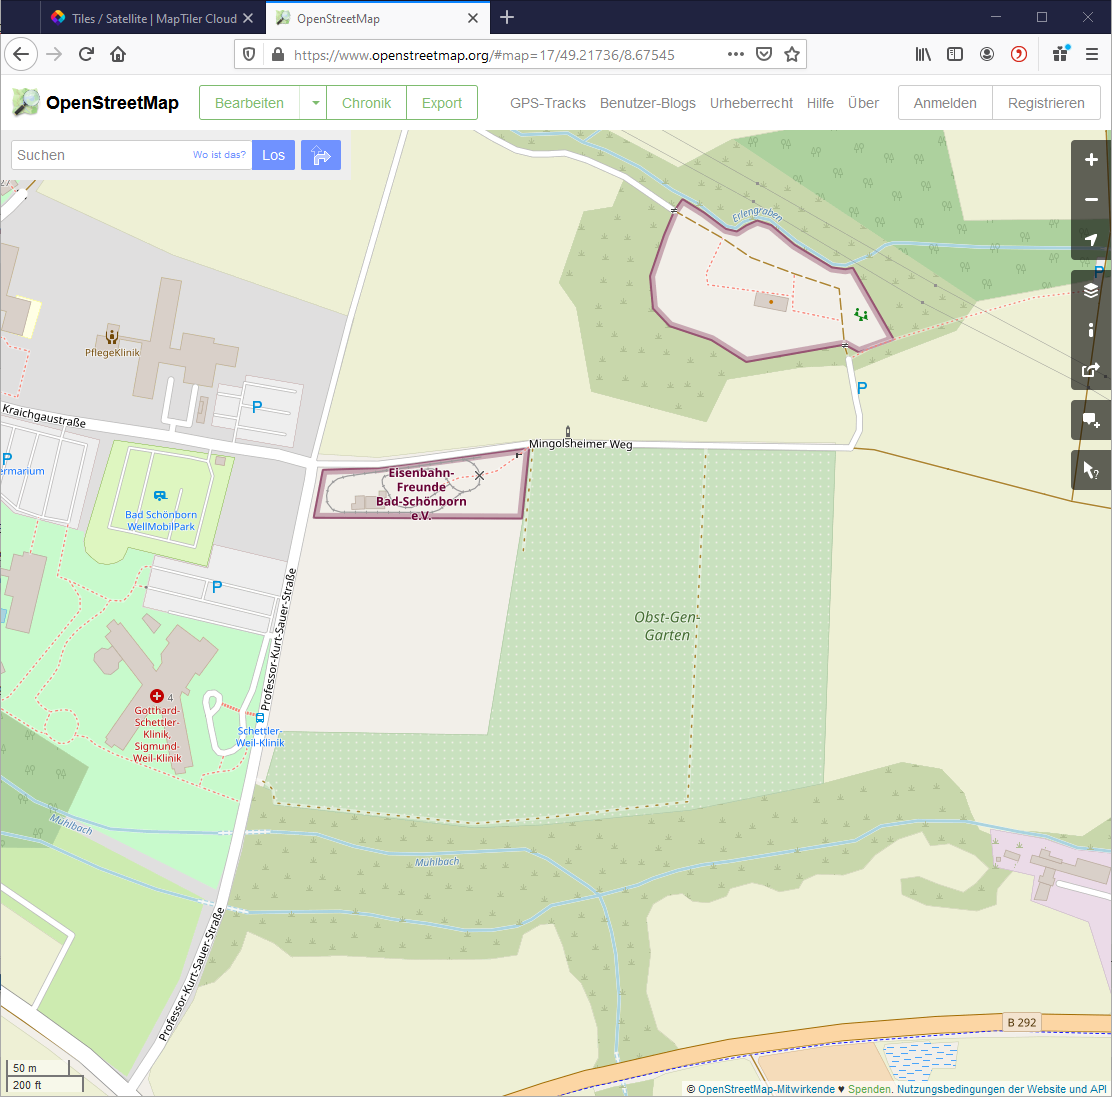 Tiles / Satellite | MapTiler Cloud
OpenStreetMap
https://www.openstreetmap.org/#map=17/49.21736/8.67545
OpenStreetMap
Bearbeiten
Chronik
Export
GPS-Tracks
Benutzer-Blogs
Urheberrecht
Hilfe
Über
Anmelden
Registrieren
Suchen
Wo ist das?
Los
Erlengraben
P
PflegeKlinik
P
P
Kraichgaustraße
Mingolsheimer Weg
P
ermarium
Eisenbahn-
Freunde
Bad-Schönborn
e.V.
Bad Schönborn
WellMobilPark
P
Professor-Kurt-Sauer-Straße
Obst-Gen-
Garten
4
Gotthard-
Schettler-
Klinik,
Sigmund-
Weil-Klinik
Schettler-
Weil-Klinik
Mühlbach
Mühlbach
Professor-Kurt-Sauer-Straße
B 292
50 m
200 ft
© OpenStreetMap-Mitwirkende ♥ Spenden. Nutzungsbedingungen der Website und API